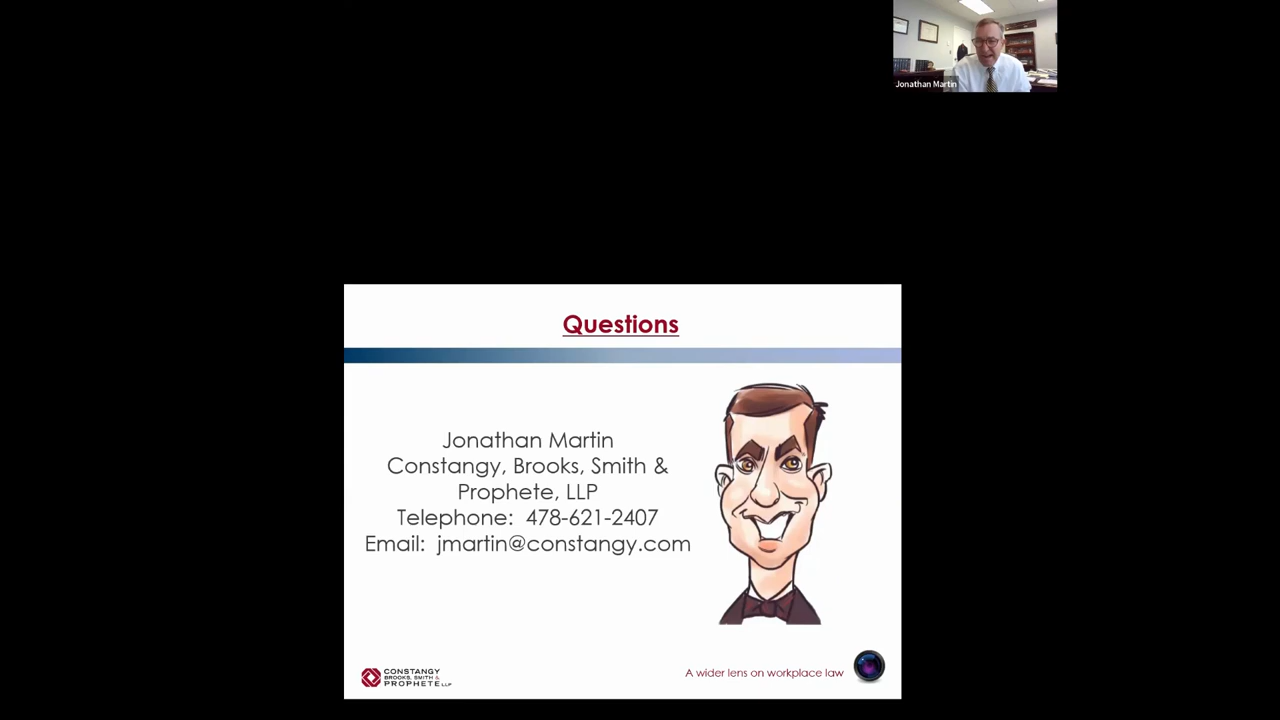 Jonathan Martin
Questions
Jonathan Martin
Constangy, Brooks, Smith &
Prophete, LLP
Telephone: 478-621-2407
Email: jmartin@constangy.com
CONSTANGY
BROOKS, SMITH &
PROPHETE LLP
A wider lens on workplace law